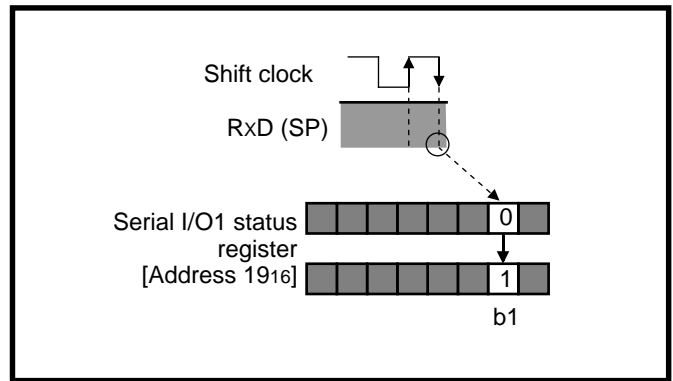 Shift clock
RxD (SP)
0
Serial I/O1 status
register
[Address 1916]
1
b1